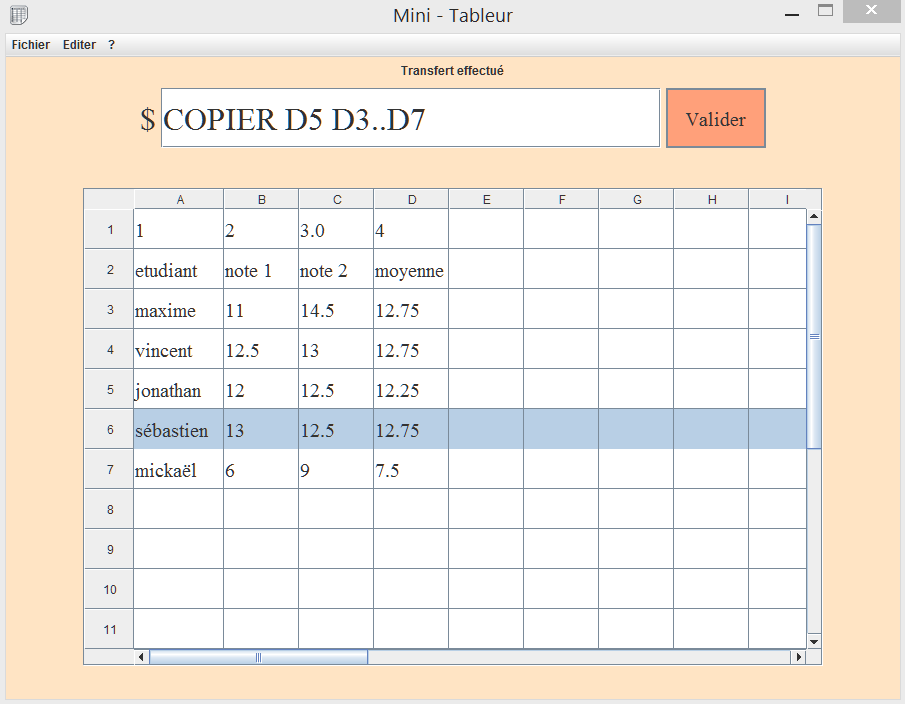 Mini - Tableur
Fichier Editer ?
Transfert effectué
$ COPIER D5 D3..D7 Valider
A B C D E F G H I
1 1 2 3.0 4
2 etudiant note 1 note 2 moyenne
3 maxime 11 14.5 12.75
4 vincent 12.5 13 12.75
5 jonathan 12 12.5 12.25
6 sébastien 13 12.5 12.75
7 mickaël 6 9 7.5
8
9
10
11